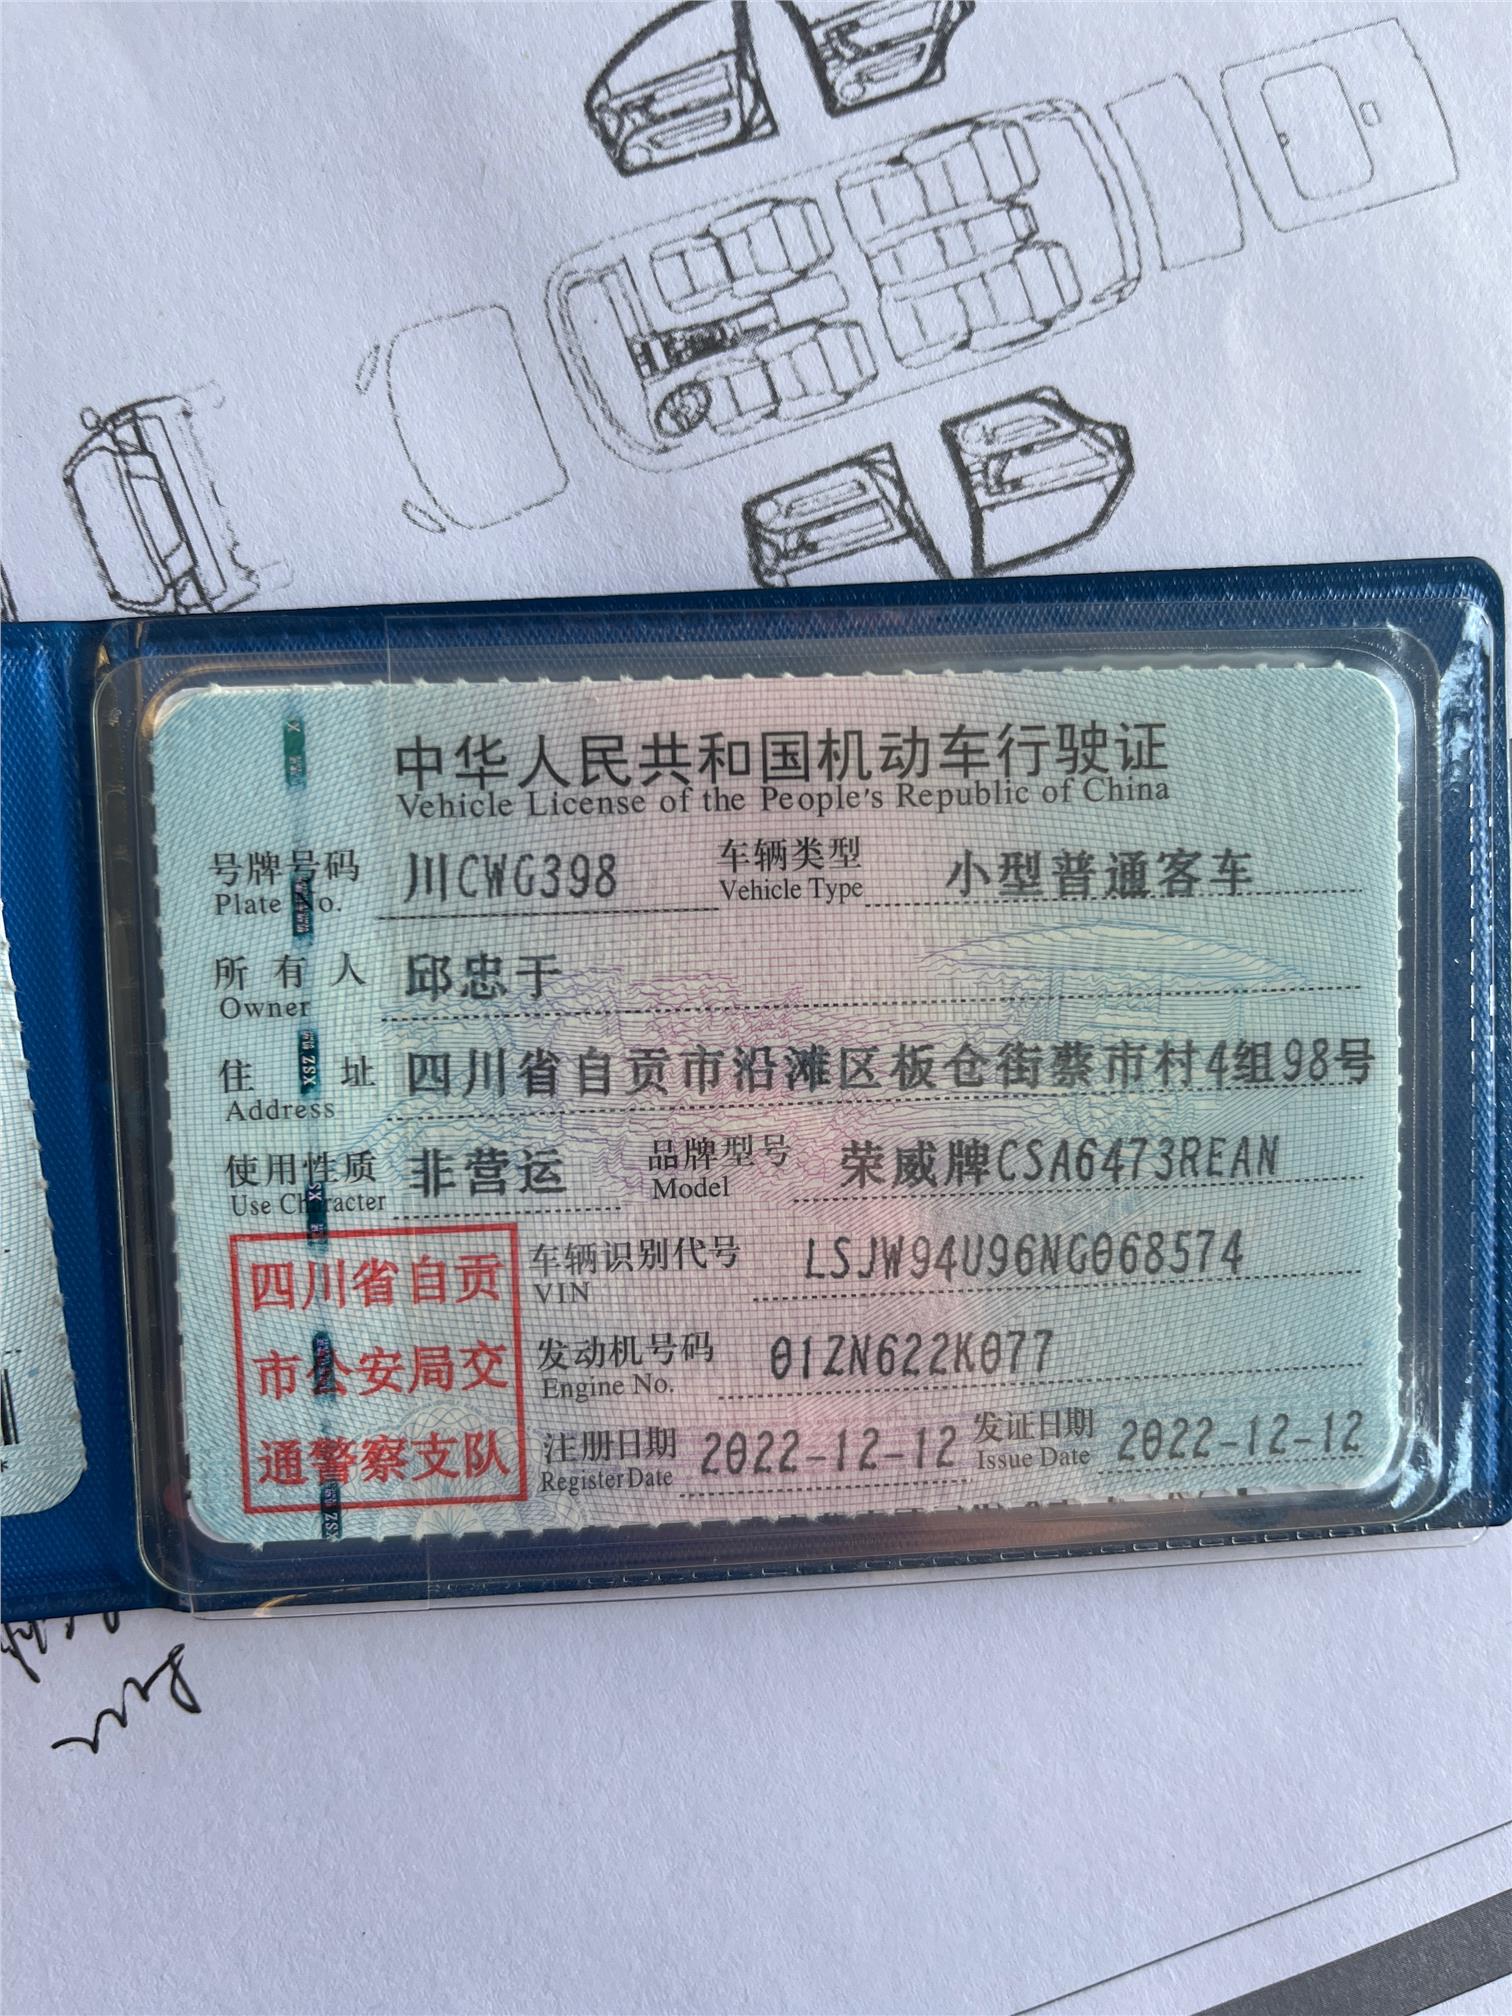 中华人民共和国机动车行驶证
Vehicle License of the People's Republic of China
号牌号码 川CWG398 车辆类型 小型普通客车
Plate No. Vehicle Type
所有人 邱忠于
Owner
住址 四川省自贡市沿滩区板仓街蔡市村4组98号
Address
使用性质 非营运 品牌型号 荣威牌CSA6473REAN
Use Character Model
四川省自贡
市公安局交
通警察支队
车辆识别代号 LSJW94U96NG068574
VIN
发动机号码 01ZN622K077
Engine No.
注册日期 2022-12-12 发证日期 2022-12-12
Register Date Issue Date